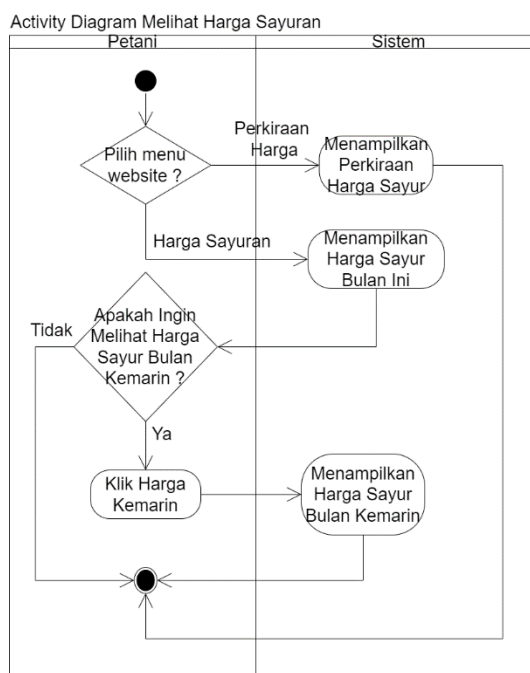 Activity Diagram Melihat Harga Sayuran
Petani
Sistem
Pilih menu
website ?
Perkiraan
Harga
Menampilkan
Perkiraan
Harga Sayur
Harga Sayuran
Menampilkan
Harga Sayur
Bulan Ini
Apakah Ingin
Melihat Harga
Sayur Bulan
Kemarin ?
Tidak
Ya
Klik Harga
Kemarin
Menampilkan
Harga Sayur
Bulan Kemarin